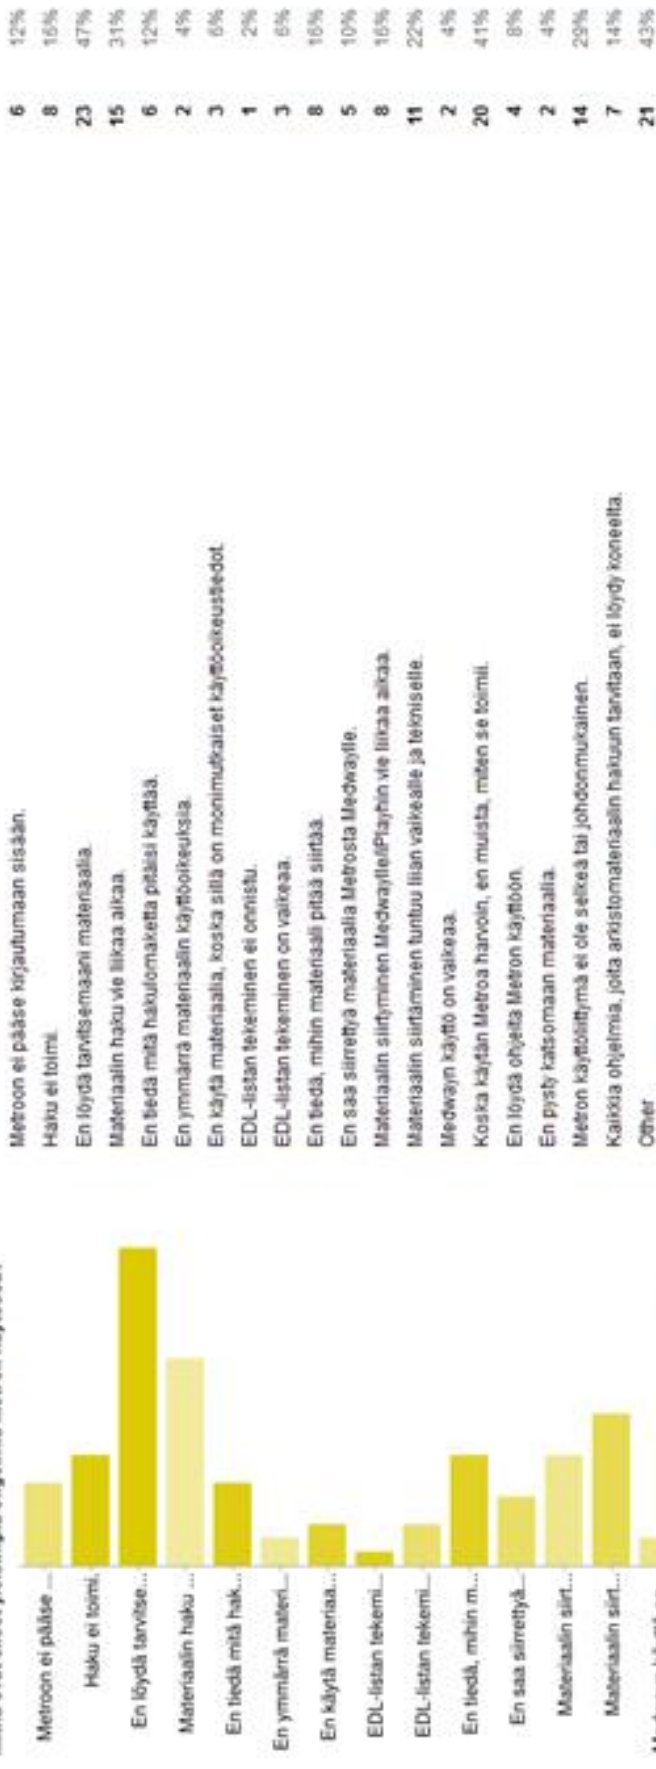 Metroon ei pääse ...
Haku ei toimi.
En löydä tarvitse...
Materiaalin haku ...
En tiedä mitä hak...
En ymmärrä materi...
En käytä materiaa...
EDL-listan tekemi...
EDL-listan tekemi...
En tiedä, mihin m...
En saa siirrettyä...
Materiaalin siirt...
Materiaalin siirt...
Metroon ei pääse kirjautumaan sisään. 6 12%
Haku ei toimi. 8 16%
En löydä tarvitsemaani materiaalia. 23 47%
Materiaalin haku vie liikaa aikaa. 15 31%
En tiedä mitä hakulomaketta pitäisi käyttää. 6 12%
En ymmärrä materiaalin käyttöoikeuksia. 2 4%
En käytä materiaalia, koska sillä on monimutkaiset käyttöoikeustiedot. 3 6%
EDL-listan tekeminen ei onnistu. 1 2%
EDL-listan tekeminen on vaikeaa. 3 6%
En tiedä, mihin materiaali pitää siirtää. 8 16%
En saa siirrettyä materiaalia Metrosta Medwaylle. 5 10%
Materiaalin siirtyminen Medwaylle/iPlayhin vie liikaa aikaa. 8 16%
Materiaalin siirtäminen tuntuu liian vaikealle ja tekniselle. 11 22%
Medwayn käyttö on vaikeaa. 2 4%
Koska käytän Metroa harvoin, en muista, miten se toimii. 20 41%
En löydä ohjeita Metron käyttöön. 4 8%
En pysty katsomaan materiaalia. 2 4%
Metron käyttöliittymä ei ole selkeä tai johdonmukainen. 14 29%
Kaikkia ohjelmia, joita arkistomateriaalin hakuun tarvitaan, ei löydy koneelta. 7 14%
Other 21 43%